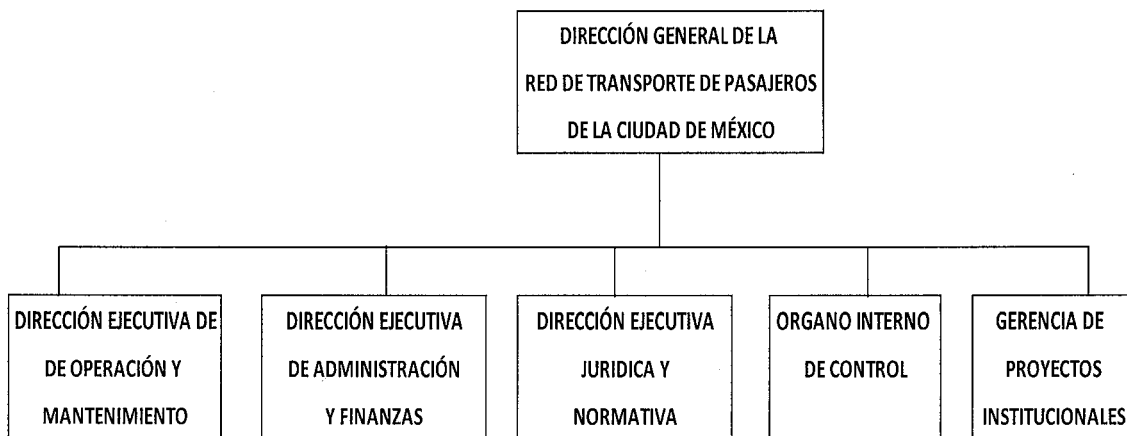 DIRECCIÓN GENERAL DE LA
RED DE TRANSPORTE DE PASAJEROS
DE LA CIUDAD DE MÉXICO
DIRECCIÓN EJECUTIVA DE
DE OPERACIÓN Y
MANTENIMIENTO
DIRECCIÓN EJECUTIVA
DE ADMINISTRACIÓN
Y FINANZAS
DIRECCIÓN EJECUTIVA
JURIDICA Y
NORMATIVA
ORGANO INTERNO
DE CONTROL
GERENCIA DE
PROYECTOS
INSTITUCIONALES